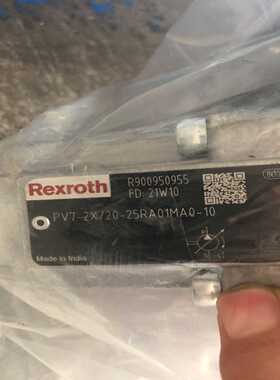 Rexroth
R900950955
FD: 21W10
PV7-2X/20-25RA01MA0-10
Made in India